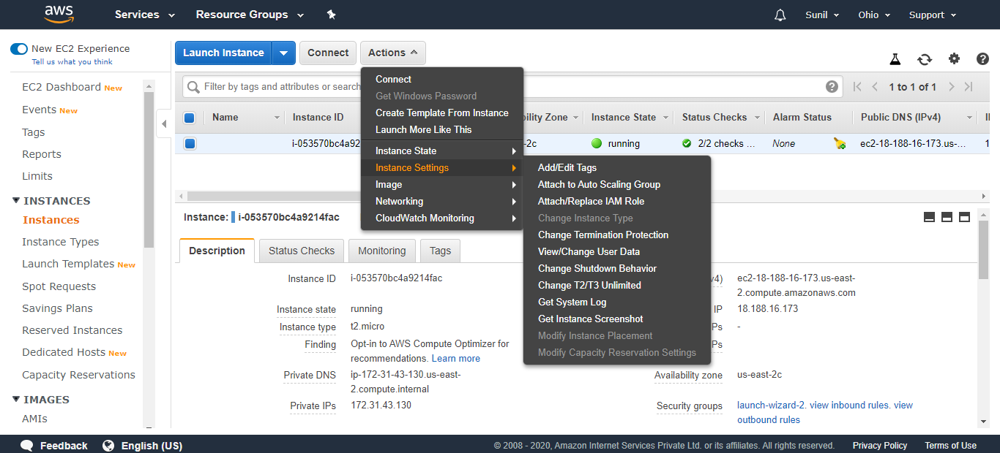 aws
Services
Resource Groups
Sunil
Ohio
Support
New EC2 Experience
Tell us what you think
EC2 Dashboard New
Events New
Tags
Reports
Limits
INSTANCES
Instances
Instance Types
Launch Templates New
Spot Requests
Savings Plans
Reserved Instances
Dedicated Hosts New
Capacity Reservations
IMAGES
AMIs
Launch Instance
Connect
Actions
Filter by tags and attributes or search
1 to 1 of 1
Name
Instance ID
bility Zone
Instance State
Status Checks
Alarm Status
Public DNS (IPv4)
i-053570bc4a92
-2c
running
2/2 checks ...
None
ec2-18-188-16-173.us-...
Connect
Get Windows Password
Create Template From Instance
Launch More Like This
Instance State
Instance Settings
Image
Networking
CloudWatch Monitoring
Add/Edit Tags
Attach to Auto Scaling Group
Attach/Replace IAM Role
Change Instance Type
Change Termination Protection
View/Change User Data
Change Shutdown Behavior
Change T2/T3 Unlimited
Get System Log
Get Instance Screenshot
Modify Instance Placement
Modify Capacity Reservation Settings
Instance: i-053570bc4a9214fac
Description
Status Checks
Monitoring
Tags
Instance ID i-053570bc4a9214fac
Instance state running
Instance type t2.micro
Finding Opt-in to AWS Compute Optimizer for
recommendations. Learn more
Private DNS ip-172-31-43-130.us-east-
2.compute.internal
Private IPs 172.31.43.130
v4) ec2-18-188-16-173.us-east-
2.compute.amazonaws.com
IP 18.188.16.173
Ps -
Ps
Availability zone us-east-2c
Security groups launch-wizard-2. view inbound rules. view
outbound rules
Feedback
English (US)
© 2008 - 2020, Amazon Internet Services Private Ltd. or its affiliates. All rights reserved.
Privacy Policy
Terms of Use